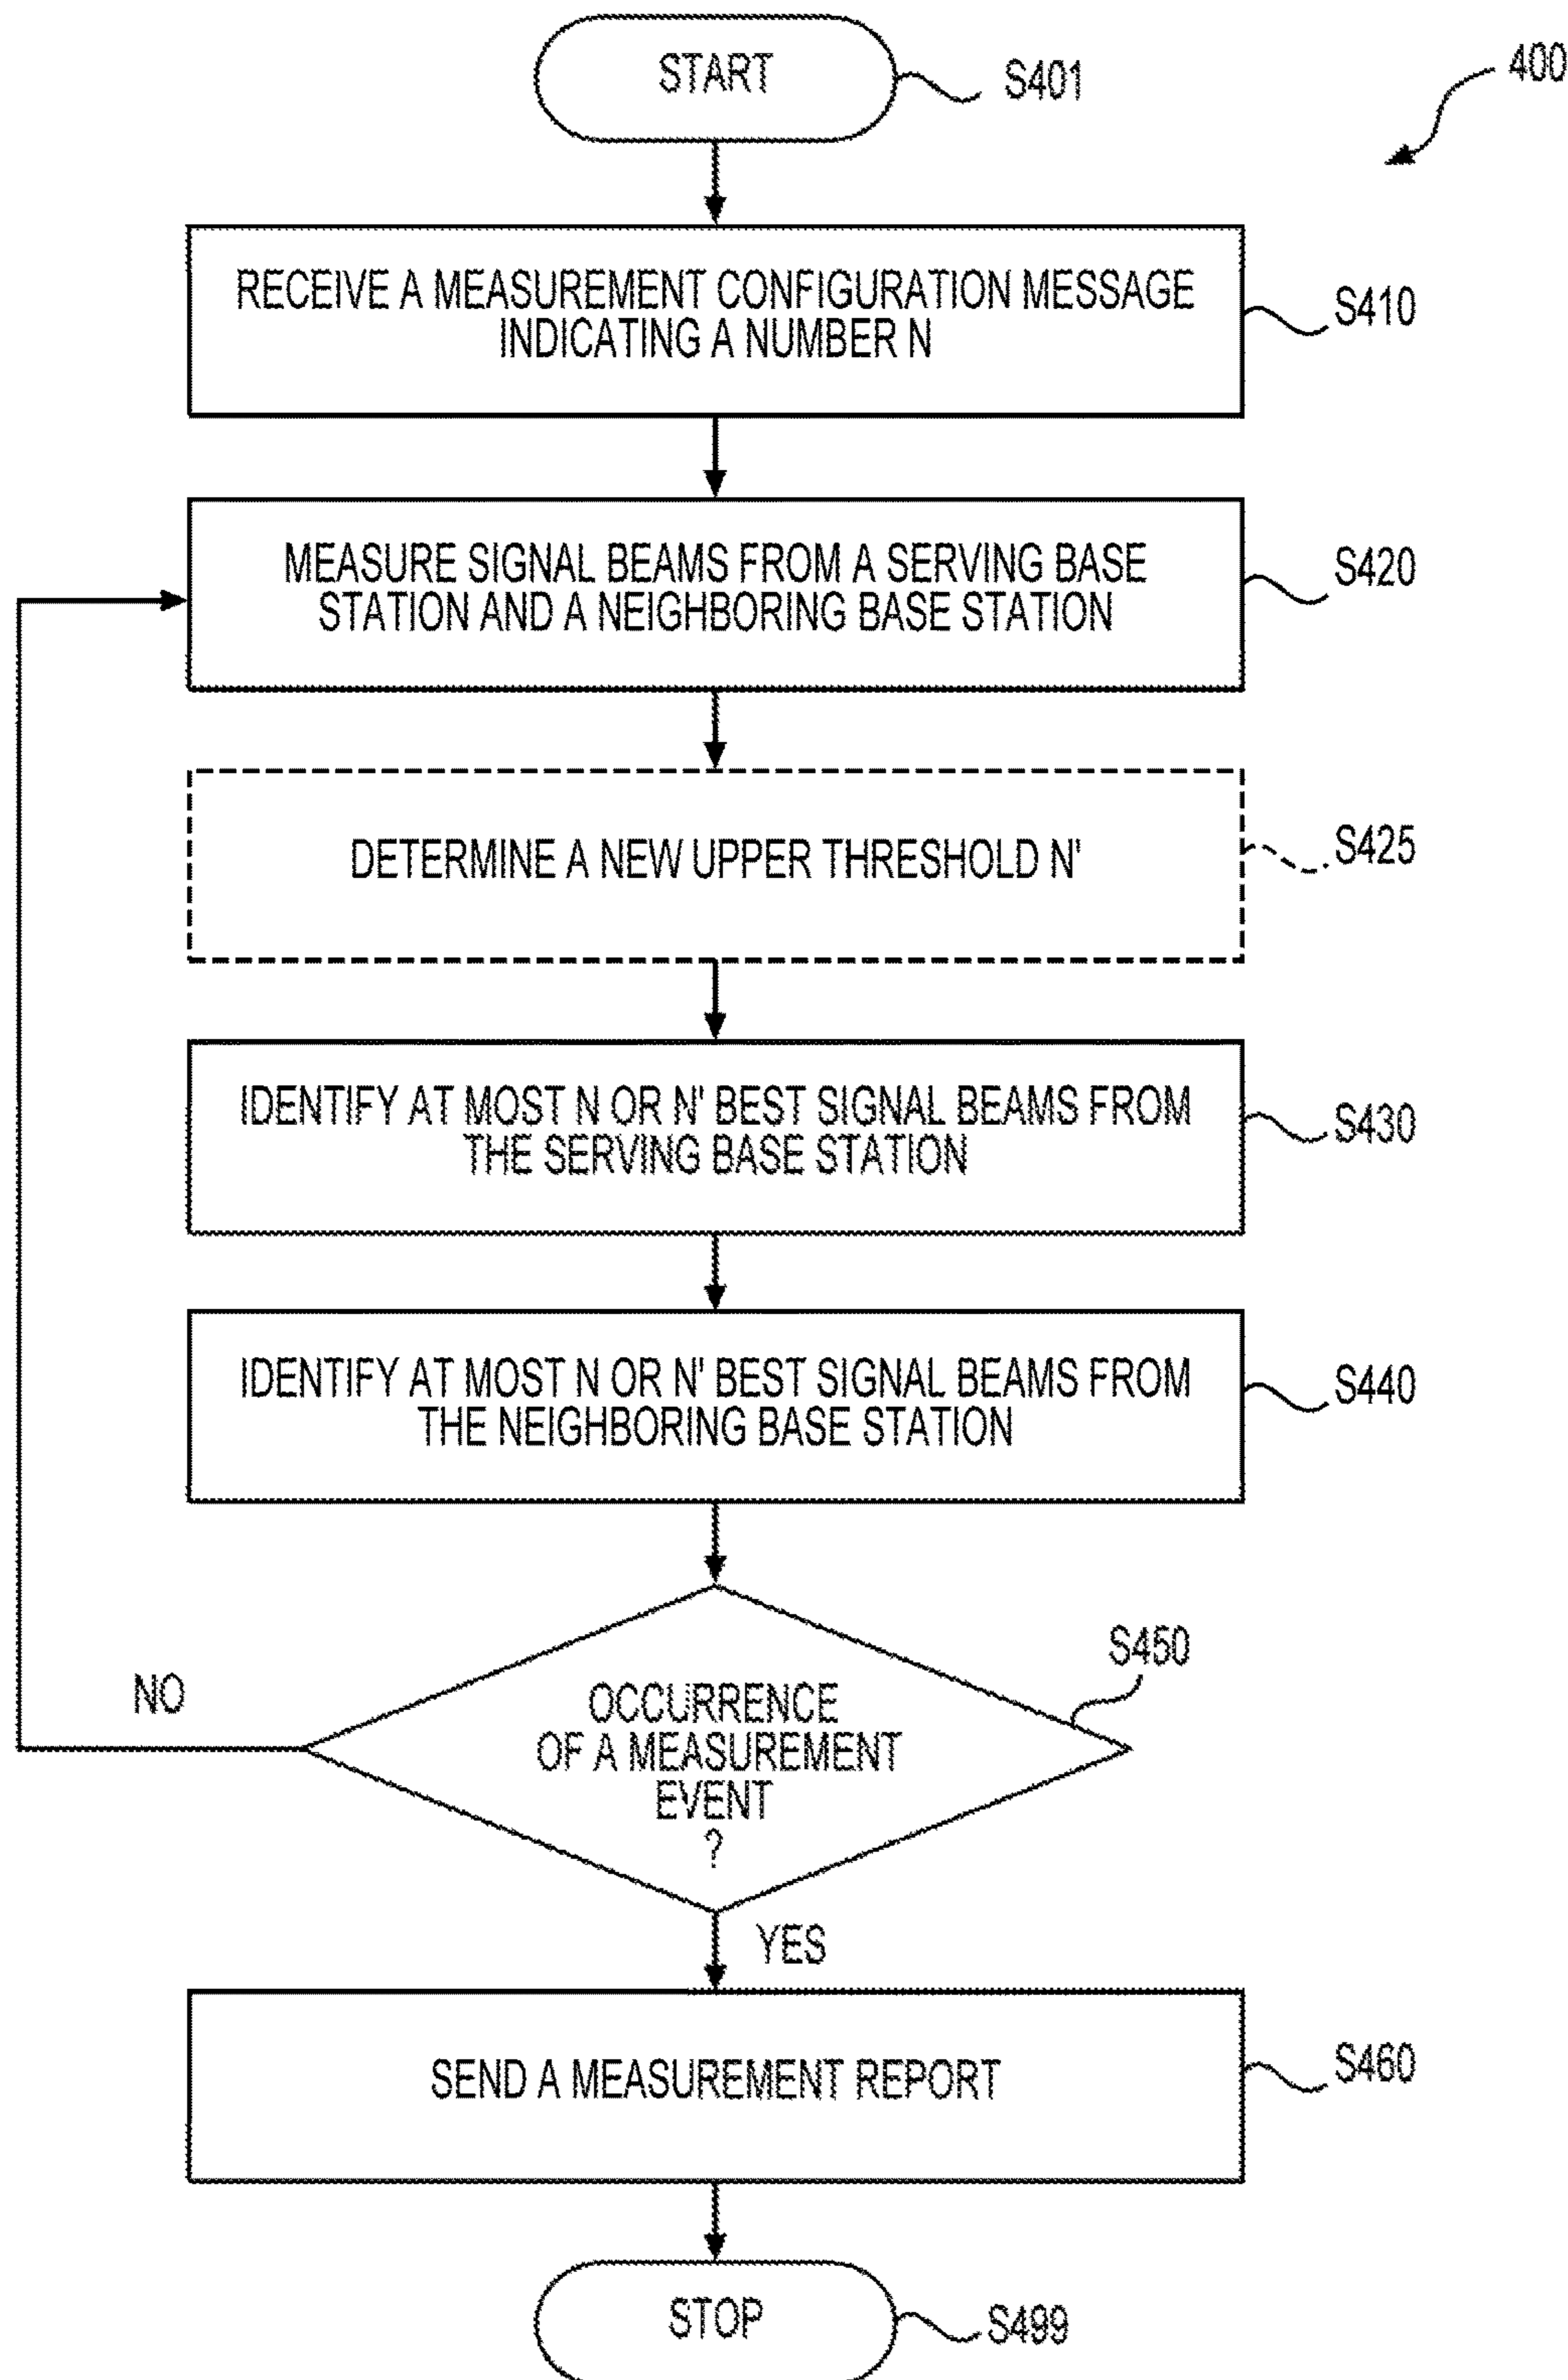 START
S401
400
RECEIVE A MEASUREMENT CONFIGURATION MESSAGE
INDICATING A NUMBER N
S410
MEASURE SIGNAL BEAMS FROM A SERVING BASE
STATION AND A NEIGHBORING BASE STATION
S420
DETERMINE A NEW UPPER THRESHOLD N'
S425
IDENTIFY AT MOST N OR N' BEST SIGNAL BEAMS FROM
THE SERVING BASE STATION
S430
IDENTIFY AT MOST N OR N' BEST SIGNAL BEAMS FROM
THE NEIGHBORING BASE STATION
S440
S450
NO
OCCURRENCE
OF A MEASUREMENT
EVENT
?
YES
SEND A MEASUREMENT REPORT
S460
STOP
S499